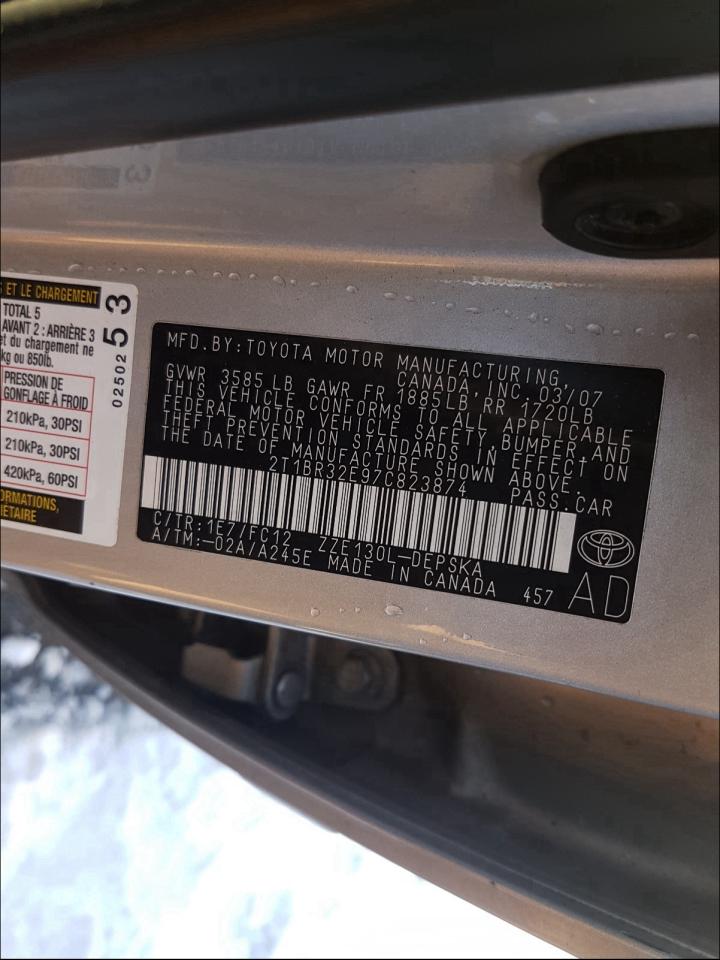 ET LE CHARGEMENT
TOTAL 5
AVANT 2 : ARRIÈRE 3
et du chargement ne
kg ou 850lb.
PRESSION DE
GONFLAGE À FROID
210kPa, 30PSI
210kPa, 30PSI
420kPa, 60PSI
02502 53
MFD.BY:TOYOTA MOTOR MANUFACTURING,
CANADA, INC. 03/07
GVWR 3585 LB GAWR FR 1885LB RR 1720LB
THIS VEHICLE CONFORMS TO ALL APPLICABLE
FEDERAL MOTOR VEHICLE SAFETY, BUMPER, AND
THEFT PREVENTION STANDARDS IN EFFECT ON
THE DATE OF MANUFACTURE SHOWN ABOVE.
2T1BR32E97C823874 PASS.CAR
C/TR:1E7/FC12 ZZE130L-DEPSKA
A/TM:-02A/A245E MADE IN CANADA 457 AD